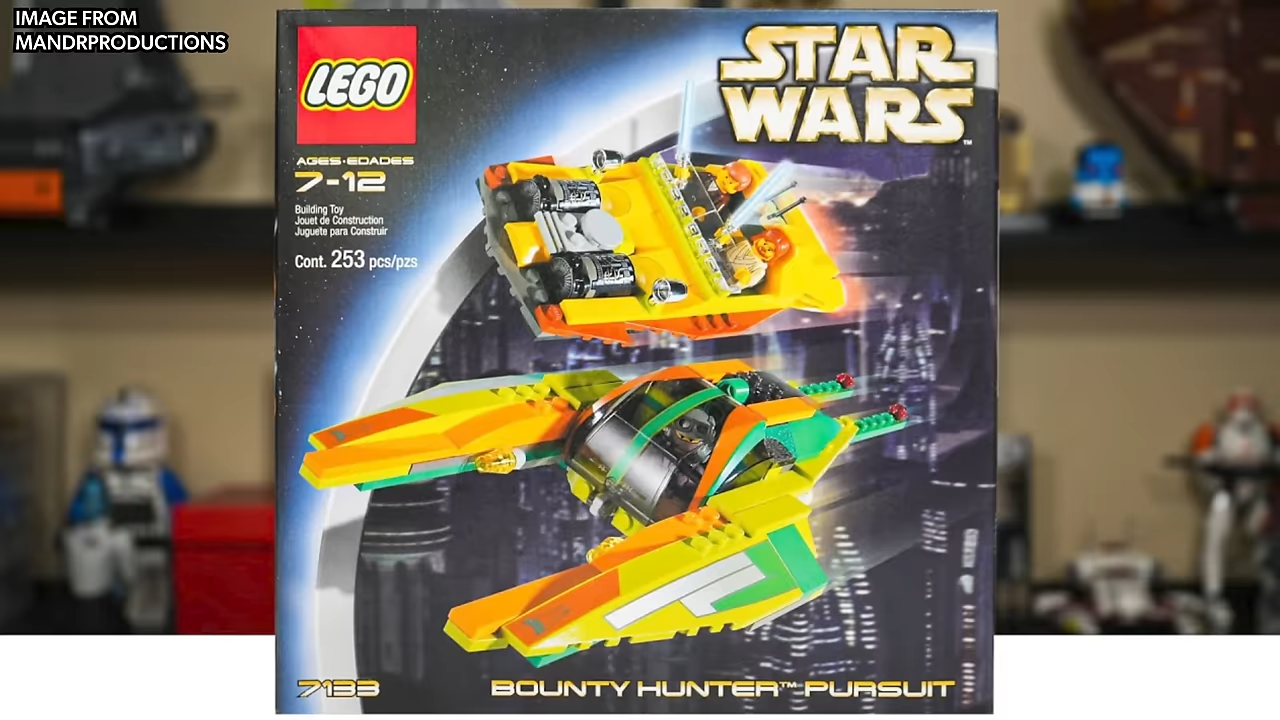 IMAGE FROM
MANDRPRODUCTIONS
LEGO
STAR
WARS™
AGES·EDADES
7-12
Building Toy
Jouet de Construction
Juguete para Construir
Cont. 253 pcs/pzs
7133
BOUNTY HUNTER™ PURSUIT